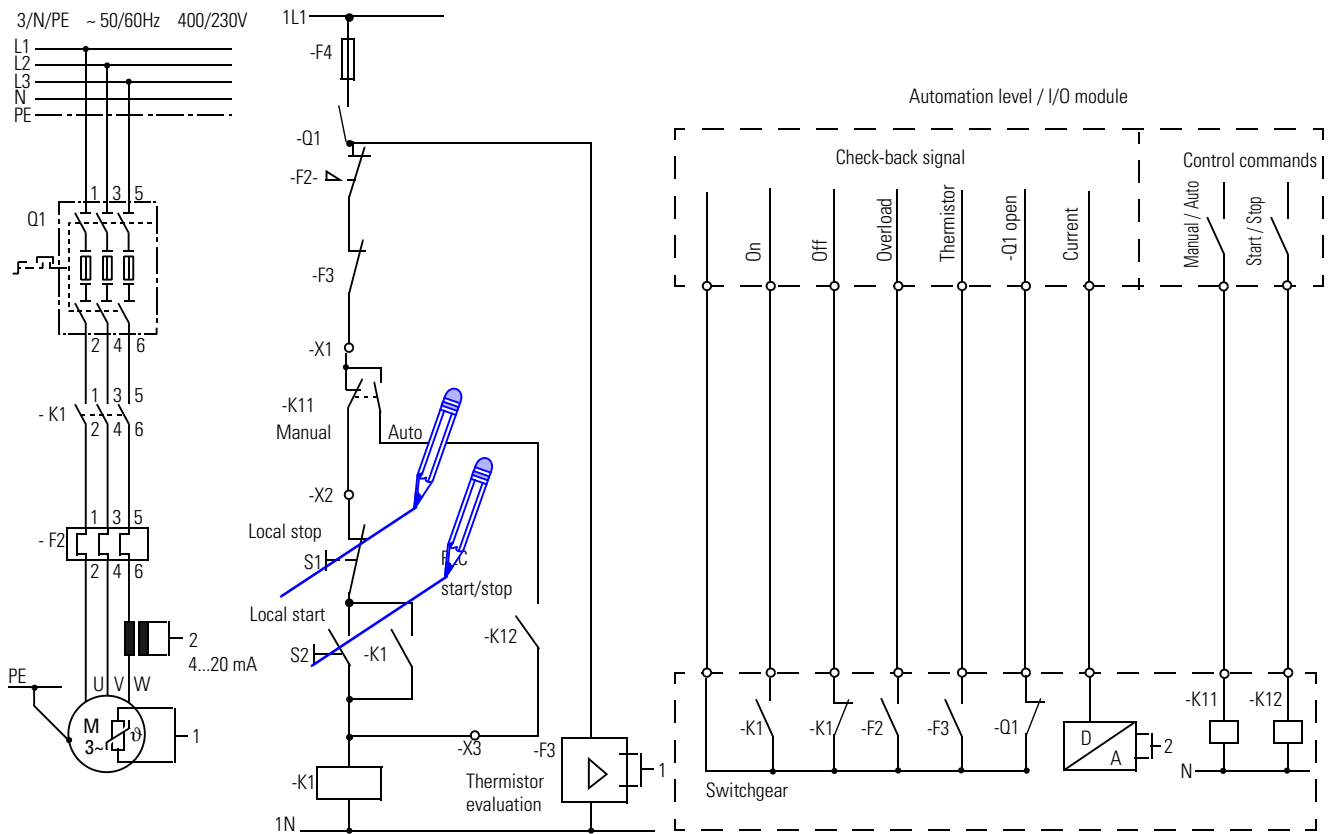 3/N/PE ~ 50/60Hz 400/230V
L1
L2
L3
N
PE
Q1
1 3 5
2 4 6
- K1
1 3 5
2 4 6
- F2
1 3 5
2 4 6
2
4...20 mA
PE
U V W
M
3~
ϑ
1
1L1
-F4
-Q1
-F2-
-F3
-X1
-K11
Manual
Auto
-X2
Local stop
S1
start/stop
Local start
S2
-K1
-K12
-X3
-F3
-K1
Thermistor
evaluation
1
1N
Automation level / I/O module
Check-back signal
Control commands
On
Off
Overload
Thermistor
-Q1 open
Current
Manual / Auto
Start / Stop
-K1
-K1
-F2
-F3
-Q1
D
A
2
-K11
-K12
N
Switchgear